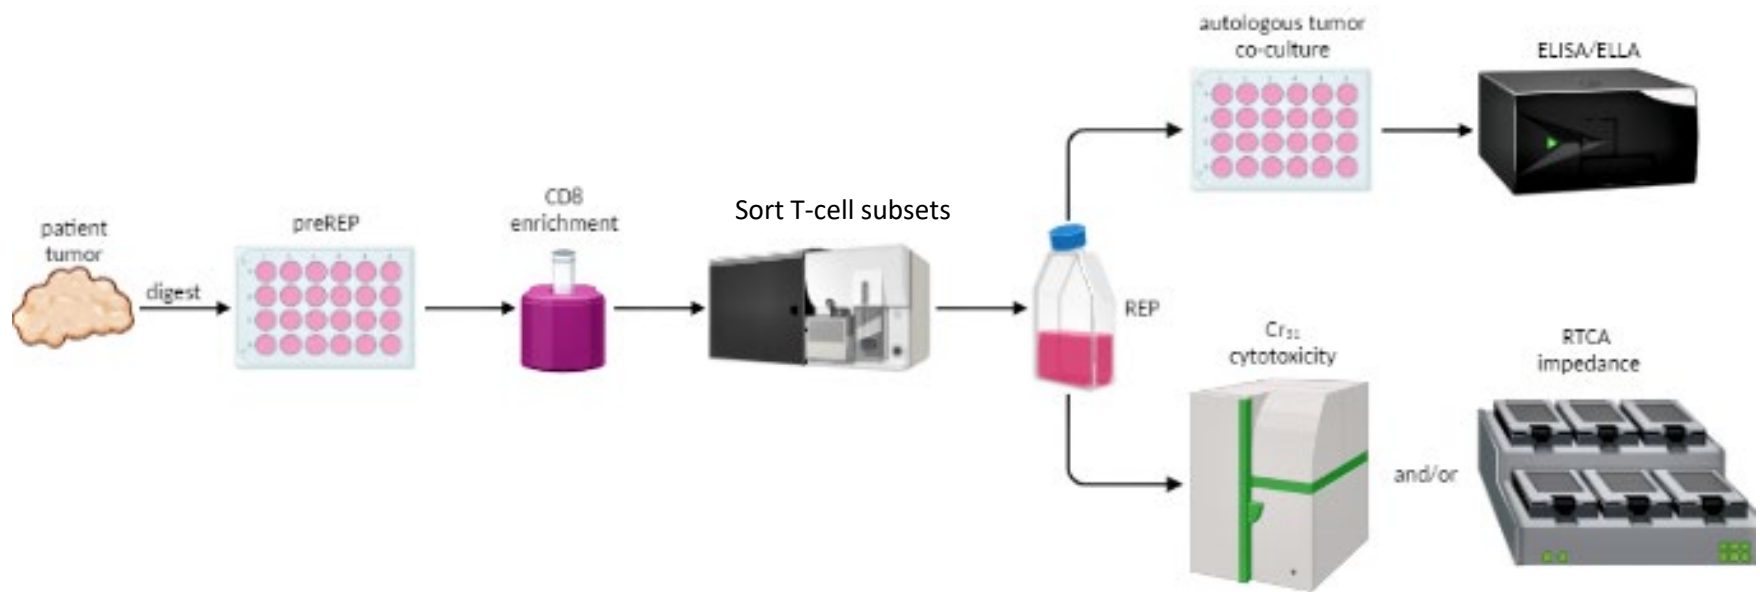 patient
tumor
digest
preREP
CD8
enrichment
Sort T-cell subsets
REP
autologous tumor
co-culture
ELISA/ELLA
Cr₅₁
cytotoxicity
and/or
RTCA
impedance